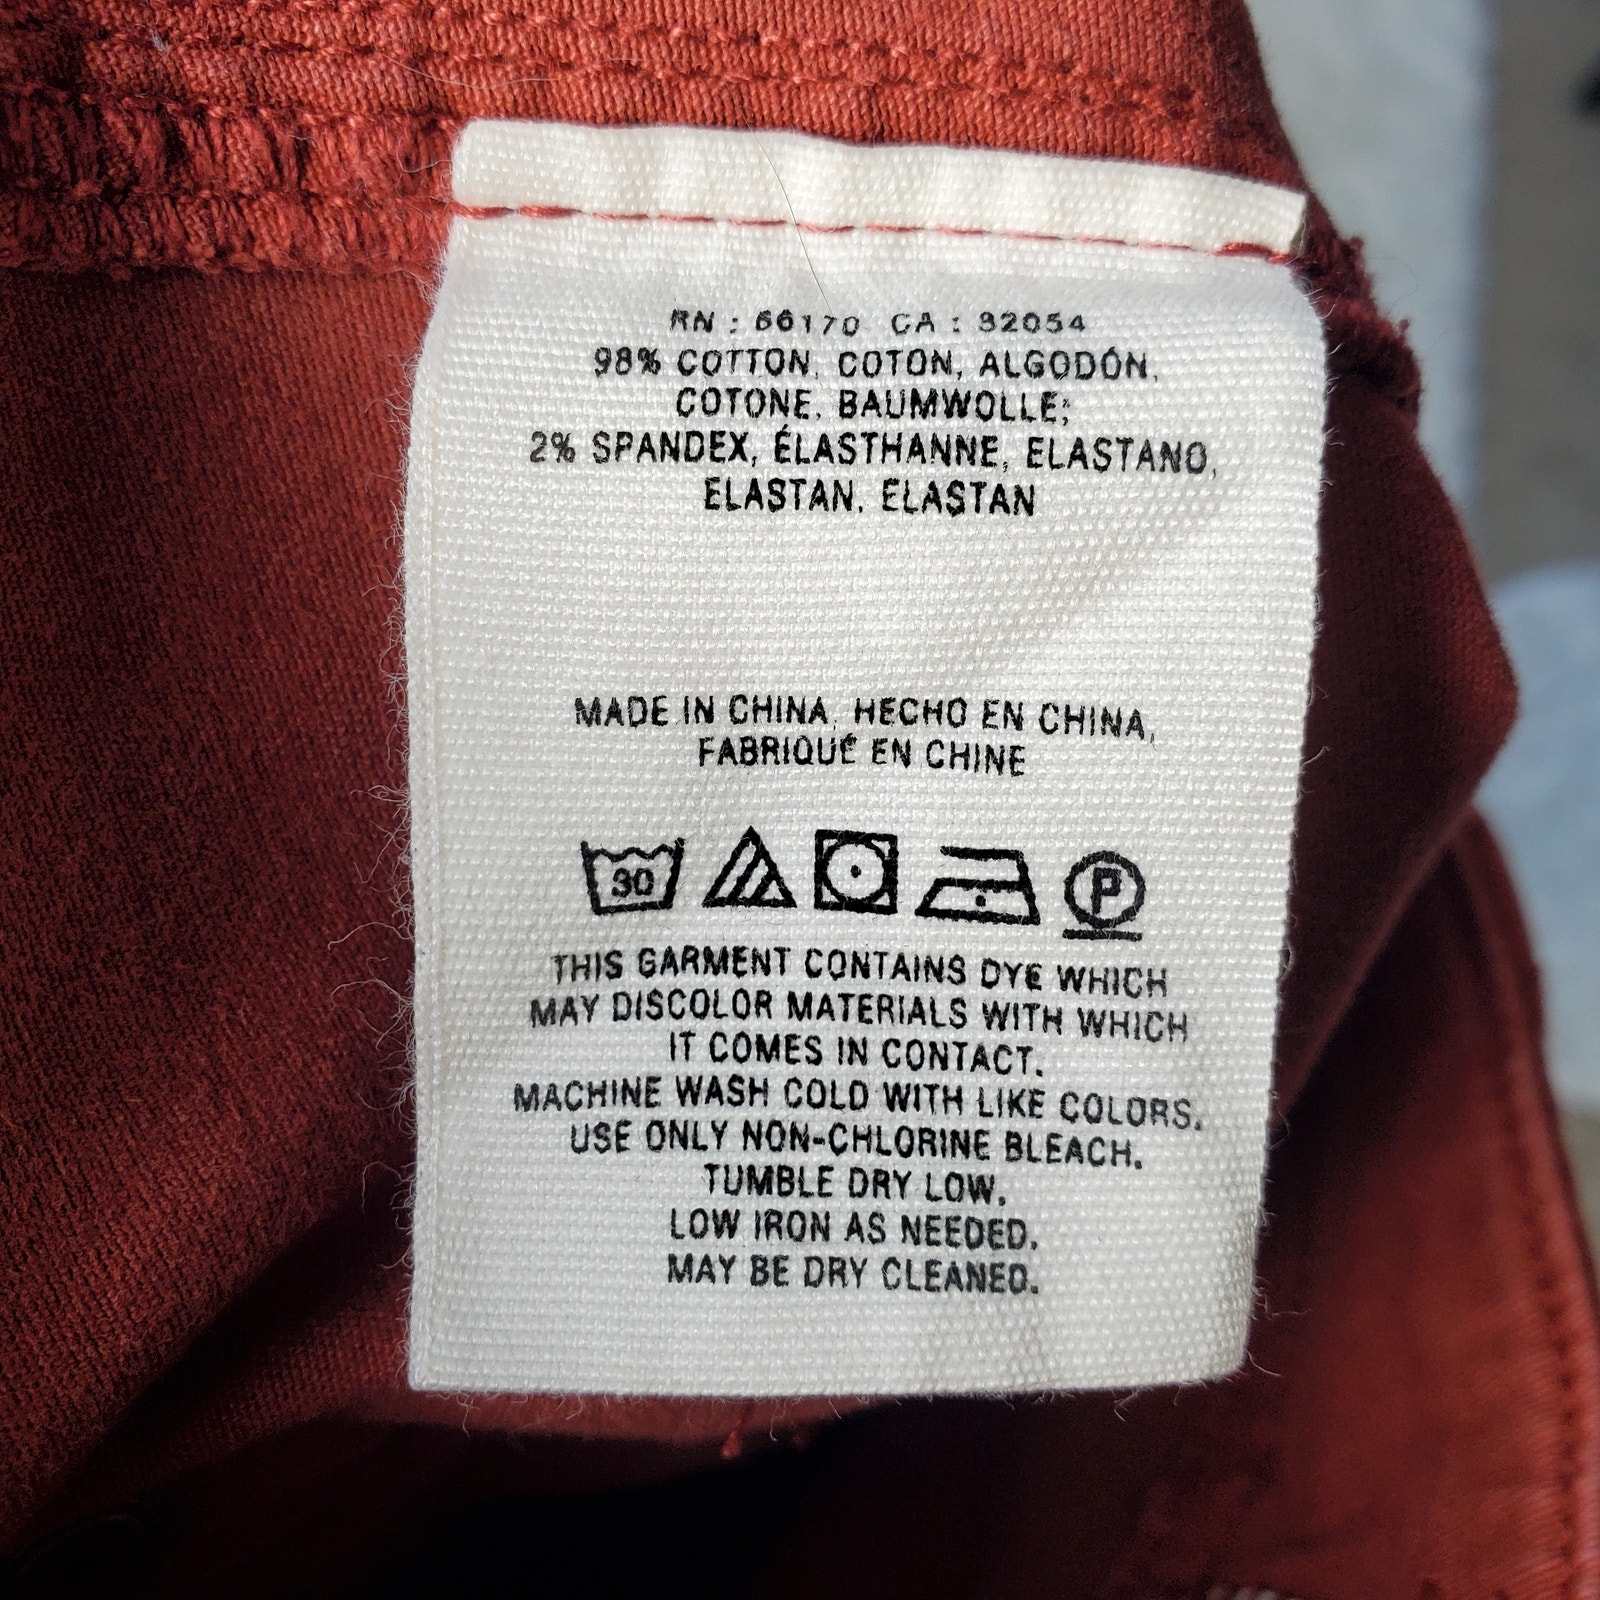 RN : 66170 CA : 32054
98% COTTON, COTON, ALGODÓN,
COTONE, BAUMWOLLE;
2% SPANDEX, ÉLASTHANNE, ELASTANO,
ELASTAN, ELASTAN
MADE IN CHINA, HECHO EN CHINA,
FABRIQUÉ EN CHINE
30 P
THIS GARMENT CONTAINS DYE WHICH
MAY DISCOLOR MATERIALS WITH WHICH
IT COMES IN CONTACT.
MACHINE WASH COLD WITH LIKE COLORS.
USE ONLY NON-CHLORINE BLEACH.
TUMBLE DRY LOW.
LOW IRON AS NEEDED.
MAY BE DRY CLEANED.